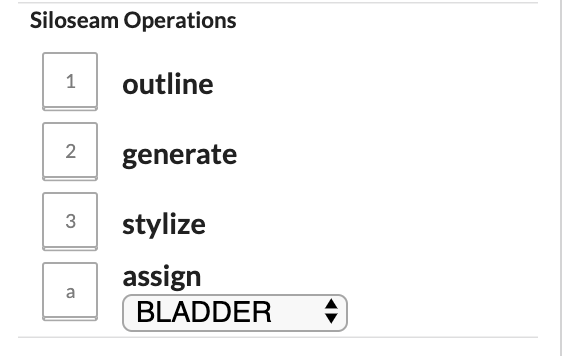 Siloseam Operations
1 outline
2 generate
3 stylize
a assign
BLADDER